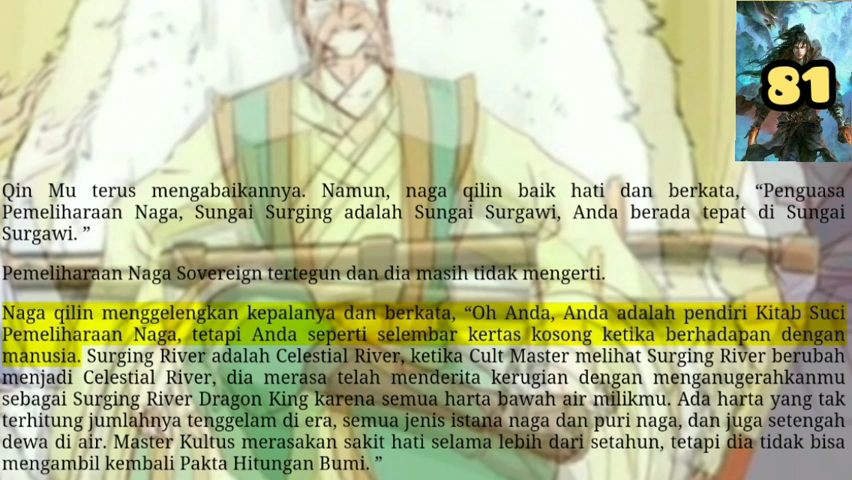 81
Qin Mu terus mengabaikannya. Namun, naga qilin baik hati dan berkata, “Penguasa
Pemeliharaan Naga, Sungai Surging adalah Sungai Surgawi, Anda berada tepat di Sungai
Surgawi. ”
Pemeliharaan Naga Sovereign tertegun dan dia masih tidak mengerti.
Naga qilin menggelengkan kepalanya dan berkata, “Oh Anda, Anda adalah pendiri Kitab Suci
Pemeliharaan Naga, tetapi Anda seperti selembar kertas kosong ketika berhadapan dengan
manusia. Surging River adalah Celestial River, ketika Cult Master melihat Surging River berubah
menjadi Celestial River, dia merasa telah menderita kerugian dengan menganugerahkanmu
sebagai Surging River Dragon King karena semua harta bawah air milikmu. Ada harta yang tak
terhitung jumlahnya tenggelam di era, semua jenis istana naga dan puri naga, dan juga setengah
dewa di air. Master Kultus merasakan sakit hati selama lebih dari setahun, tetapi dia tidak bisa
mengambil kembali Pakta Hitungan Bumi. ”